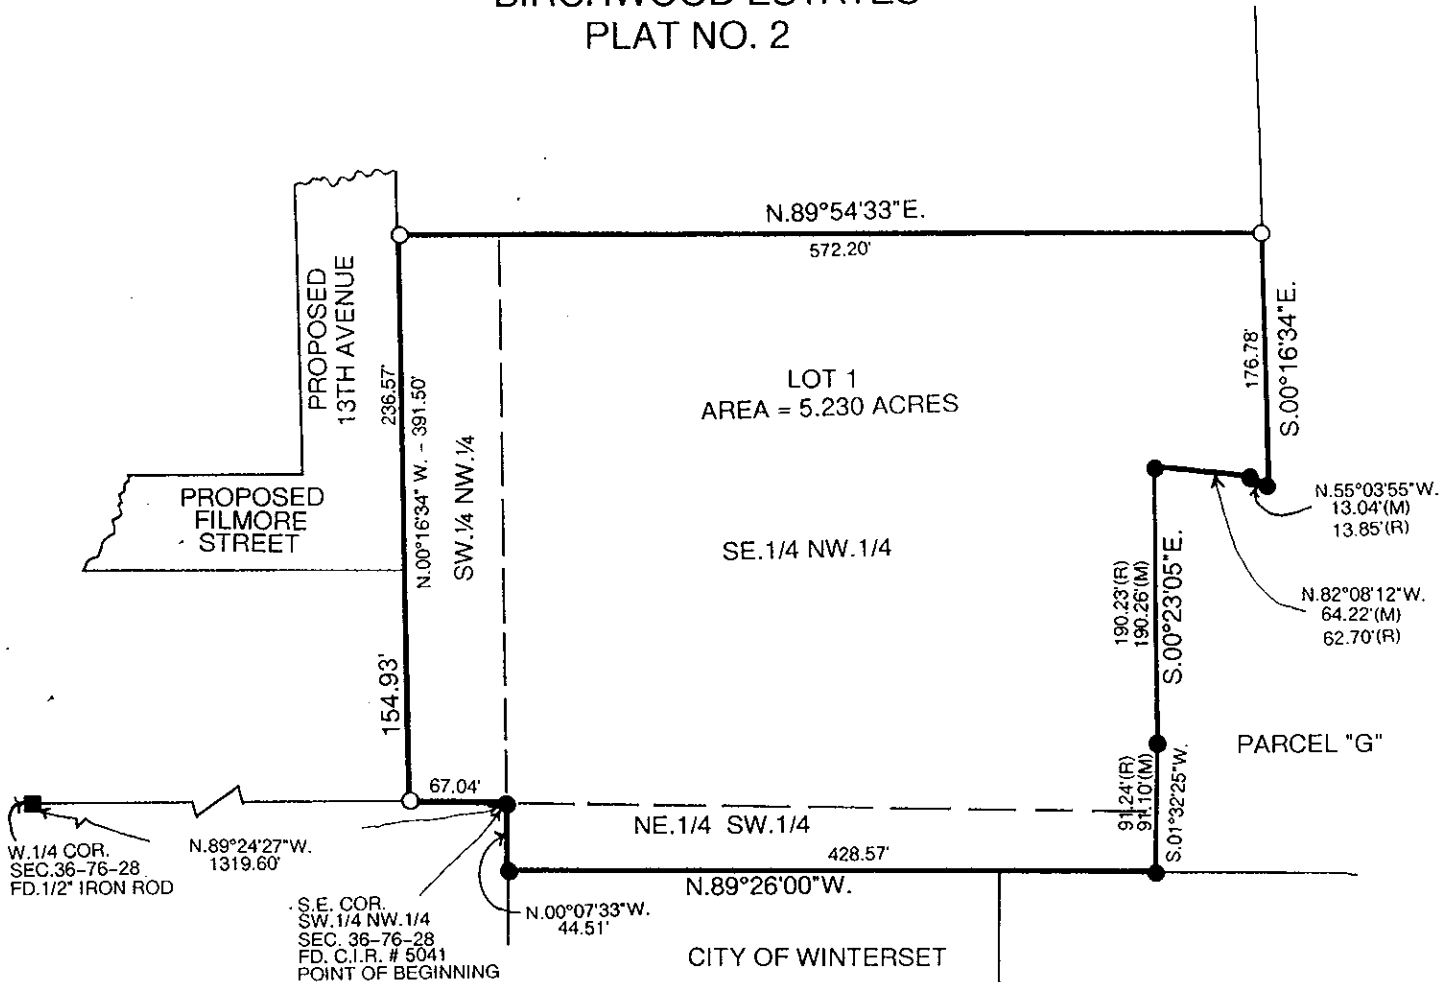 BIRCHWOOD ESTATES
PLAT NO. 2
N.89°54'33"E.
572.20'
PROPOSED
13TH AVENUE
236.57'
N.00°16'34" W. - 391.50'
154.93'
SW.1/4 NW.1/4
LOT 1
AREA = 5.230 ACRES
176.78'
S.00°16'34"E.
PROPOSED
FILMORE
STREET
SE.1/4 NW.1/4
N.55°03'55"W.
13.04'(M)
13.85'(R)
N.82°08'12"W.
64.22'(M)
62.70'(R)
190.23'(R)
190.26'(M)
S.00°23'05"E.
PARCEL "G"
91.24'(R)
91.10'(M)
S.01°32'25"W.
67.04'
NE.1/4 SW.1/4
428.57'
N.89°26'00"W.
W.1/4 COR.
SEC.36-76-28
FD.1/2" IRON ROD
N.89°24'27"W.
1319.60'
S.E. COR.
SW.1/4 NW.1/4
SEC. 36-76-28
FD. C.I.R. # 5041
POINT OF BEGINNING
N.00°07'33"W.
44.51'
CITY OF WINTERSET